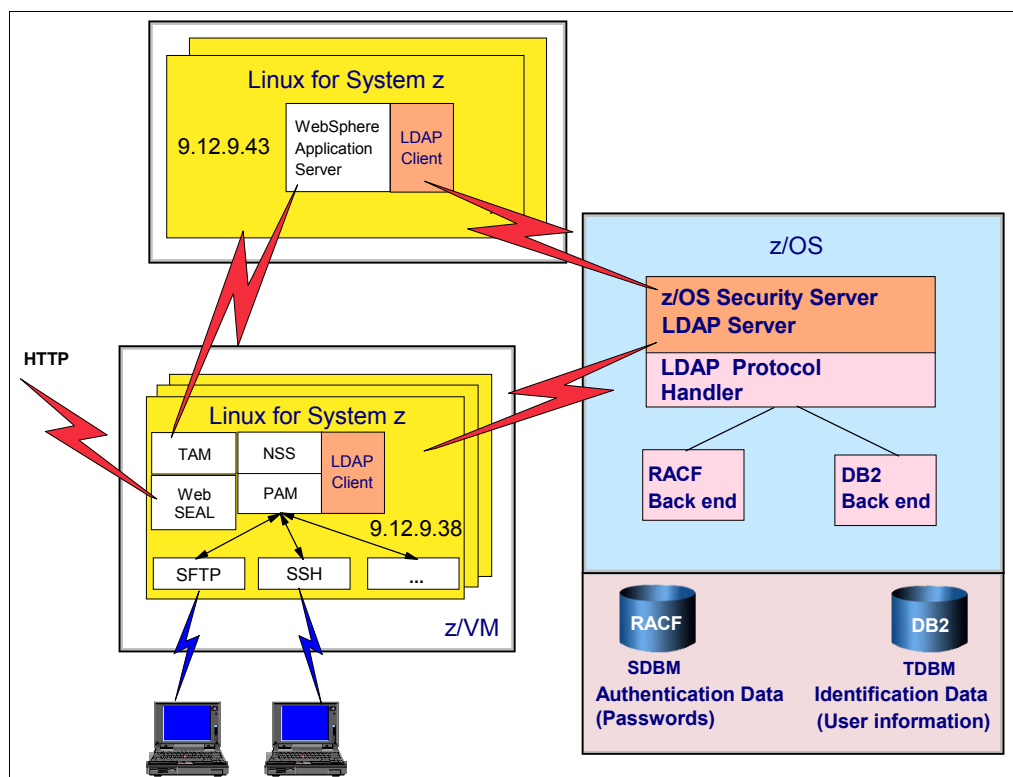 Linux for System z
9.12.9.43
WebSphere
Application
Server
LDAP
Client
z/OS
z/OS Security Server
LDAP Server
LDAP Protocol
Handler
RACF
Back end
DB2
Back end
HTTP
Linux for System z
TAM
NSS
LDAP
Client
Web
SEAL
PAM
9.12.9.38
SFTP
SSH
...
z/VM
RACF
SDBM
Authentication Data
(Passwords)
DB2
TDBM
Identification Data
(User information)